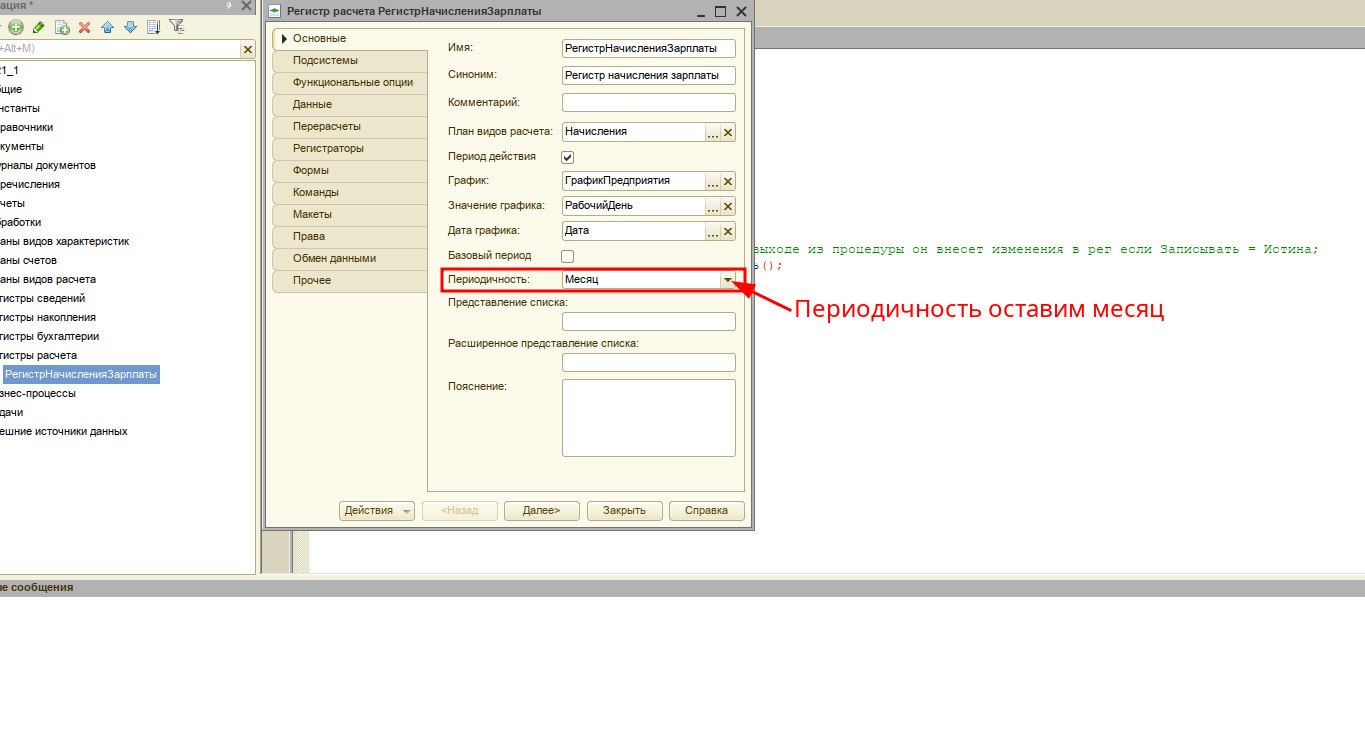 ация *
+Alt+M)
21_1
бщие
нстанты
равочники
кументы
урналы документов
речисления
четы
бработки
аны видов характеристик
аны счетов
аны видов расчета
гистры сведений
гистры накопления
гистры бухгалтерии
гистры расчета
РегистрНачисленияЗарплаты
знес-процессы
дачи
ешние источники данных
Регистр расчета РегистрНачисленияЗарплаты
Основные
Подсистемы
Функциональные опции
Данные
Перерасчеты
Регистраторы
Формы
Команды
Макеты
Права
Обмен данными
Прочее
Имя: РегистрНачисленияЗарплаты
Синоним: Регистр начисления зарплаты
Комментарий:
План видов расчета: Начисления
Период действия
График: ГрафикПредприятия
Значение графика: РабочийДень
Дата графика: Дата
Базовый период
Периодичность: Месяц
Представление списка:
Расширенное представление списка:
Пояснение:
Действия <Назад Далее> Закрыть Справка
выходе из процедуры он внесет изменения в рег если Записывать = Истина;
ь();
Периодичность оставим месяц
ые сообщения